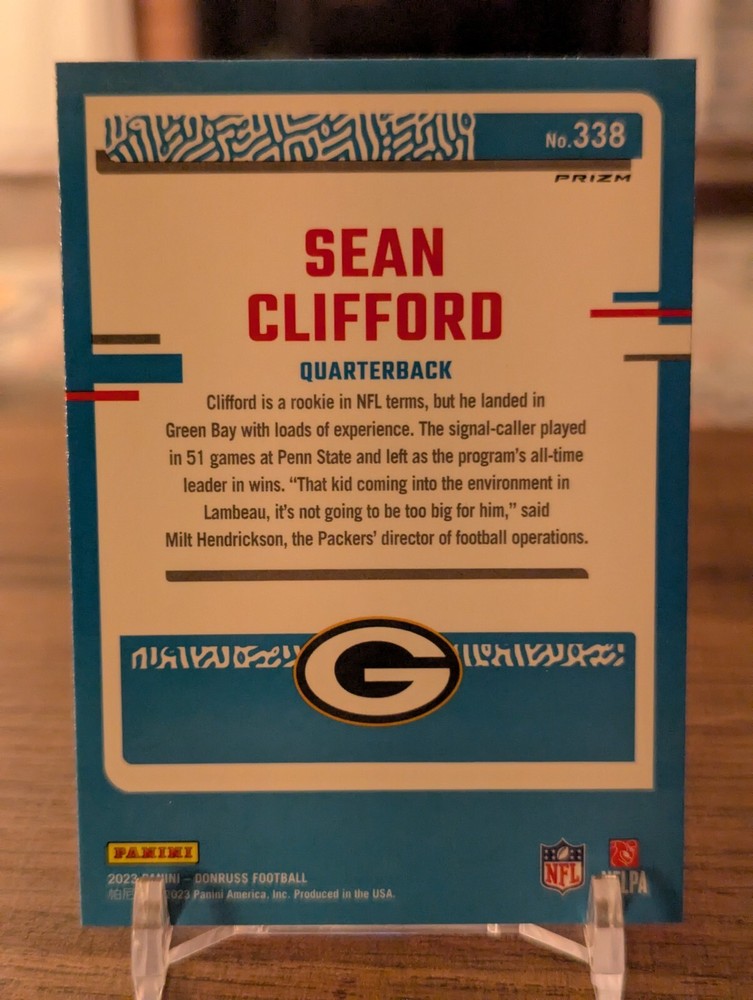 No.338
PRIZM
SEAN
CLIFFORD
QUARTERBACK
Clifford is a rookie in NFL terms, but he landed in
Green Bay with loads of experience. The signal-caller played
in 51 games at Penn State and left as the program's all-time
leader in wins. “That kid coming into the environment in
Lambeau, it's not going to be too big for him,” said
Milt Hendrickson, the Packers' director of football operations.
G
PANINI
2023 PANINI – DONRUSS FOOTBALL
2023 Panini America, Inc. Produced in the USA.
NFL